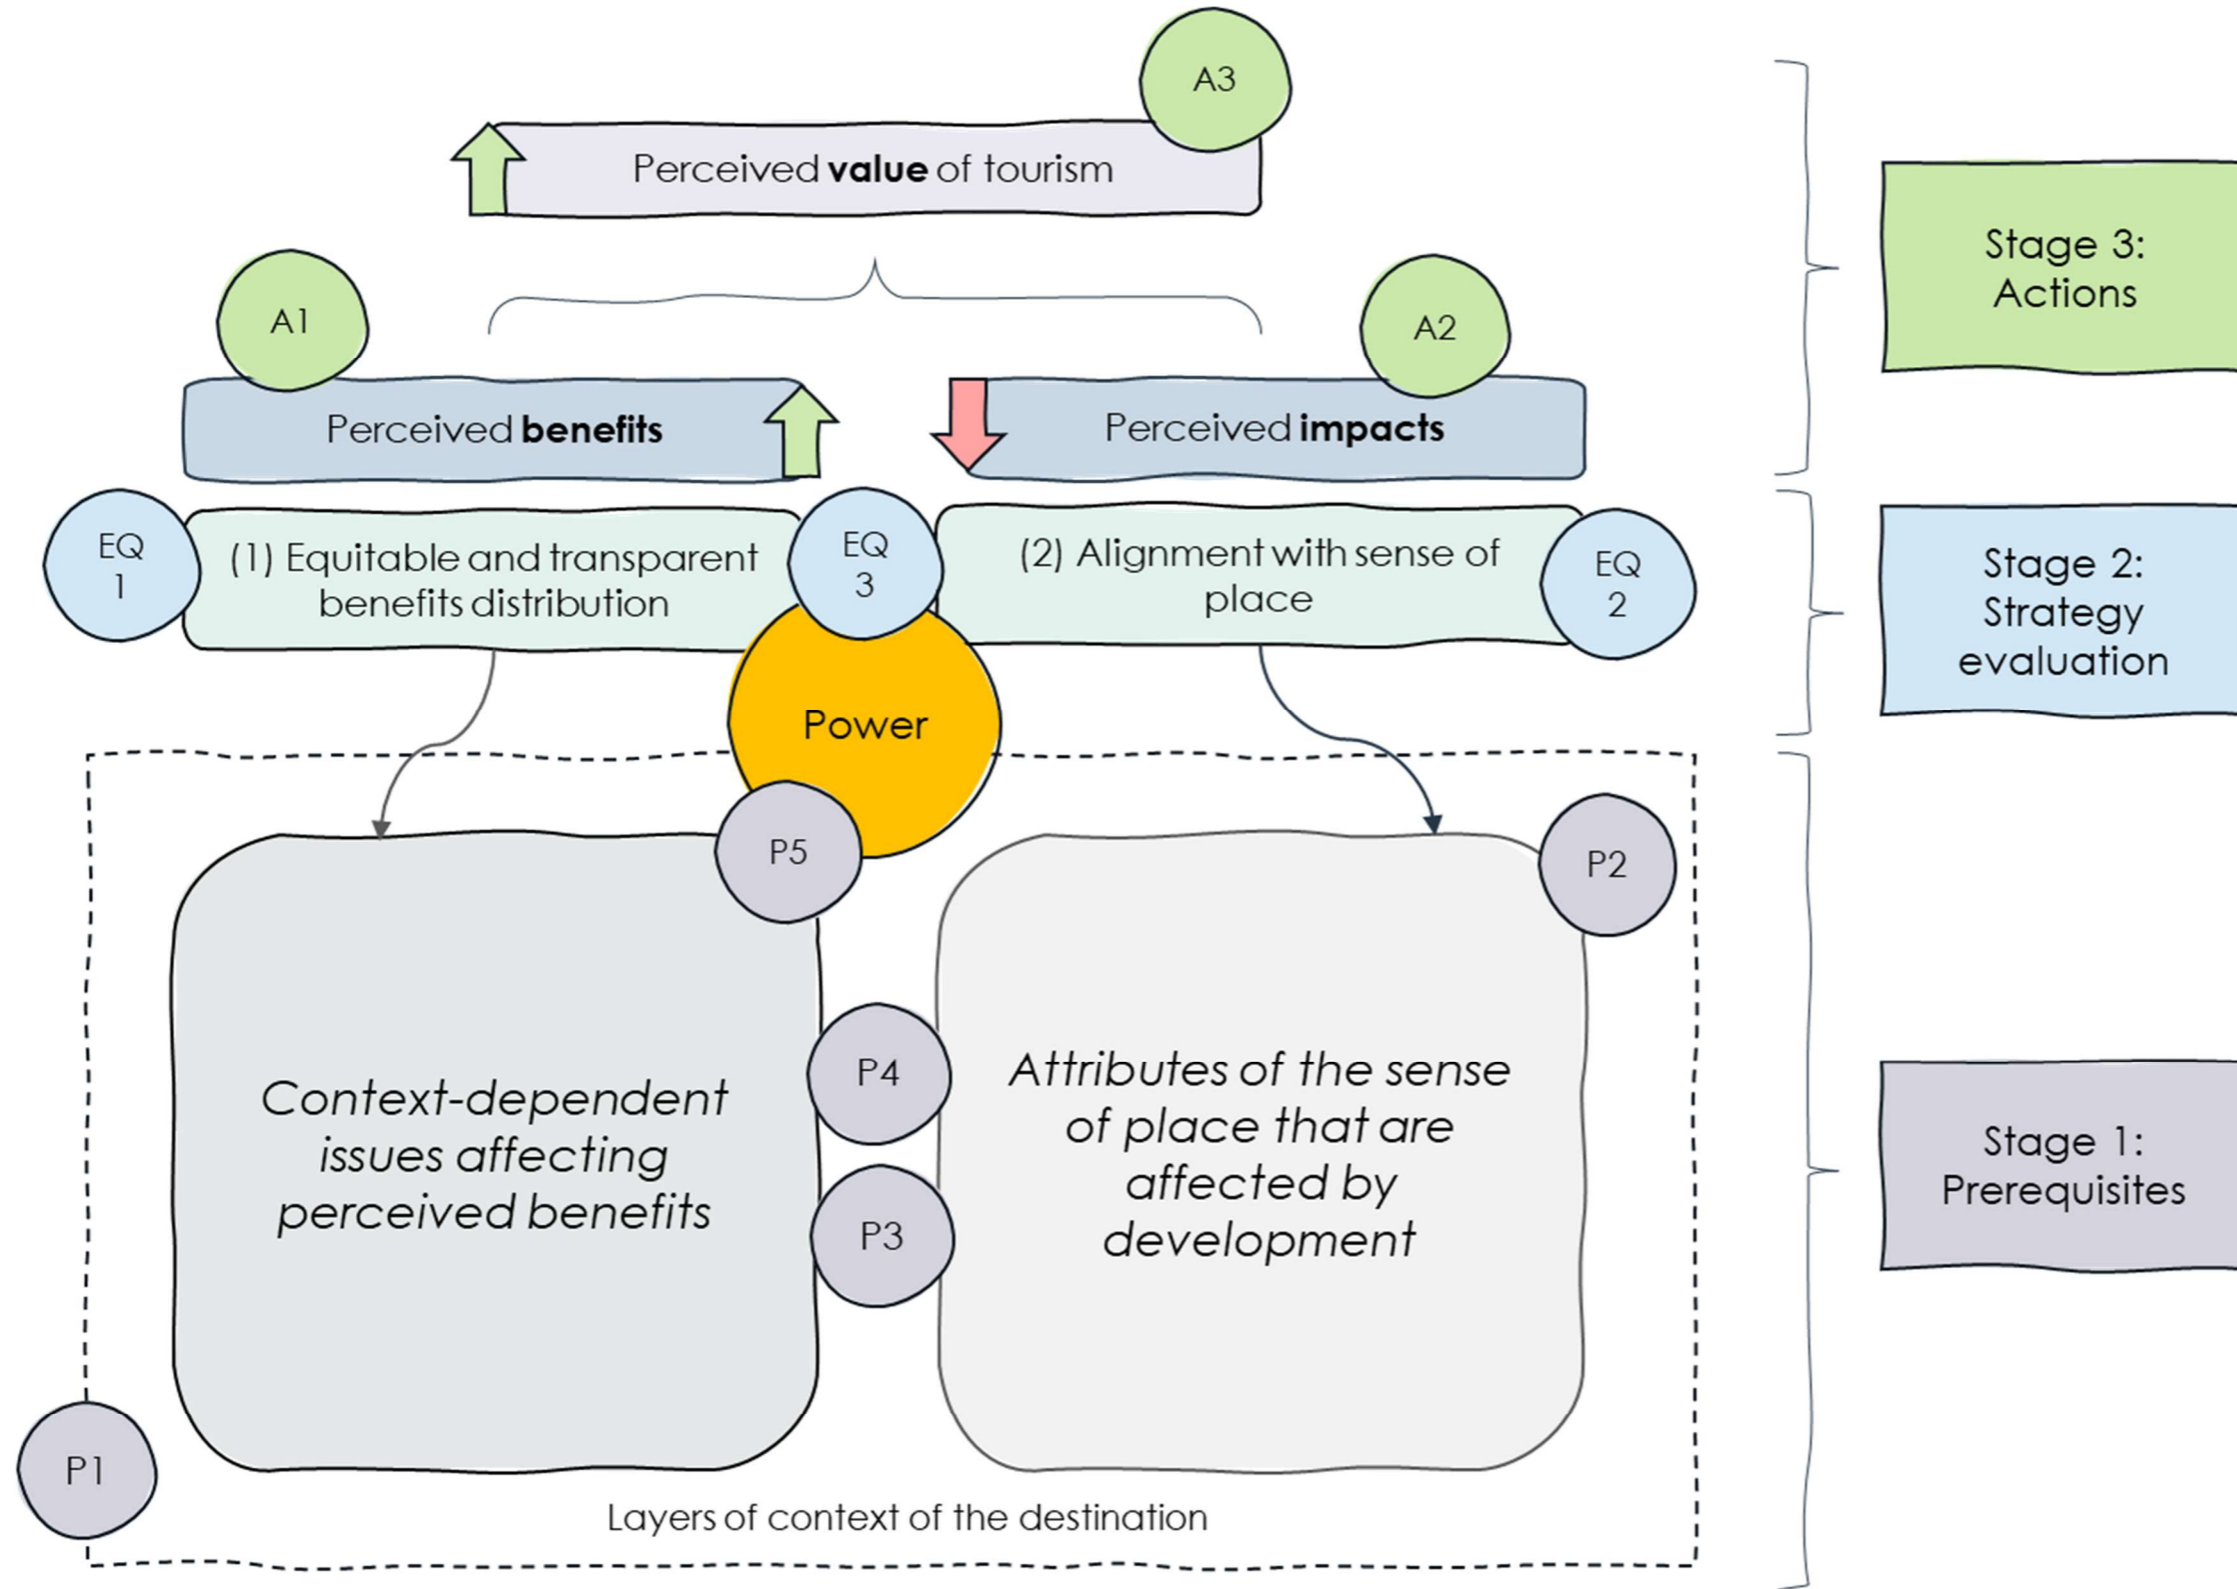 A3
Perceived value of tourism
Stage 3:
Actions
A1
A2
Perceived benefits
Perceived impacts
EQ
1
(1) Equitable and transparent
benefits distribution
EQ
3
(2) Alignment with sense of
place
EQ
2
Stage 2:
Strategy
evaluation
Power
P5
P2
Context-dependent
issues affecting
perceived benefits
P4
P3
Attributes of the sense
of place that are
affected by
development
Stage 1:
Prerequisites
P1
Layers of context of the destination